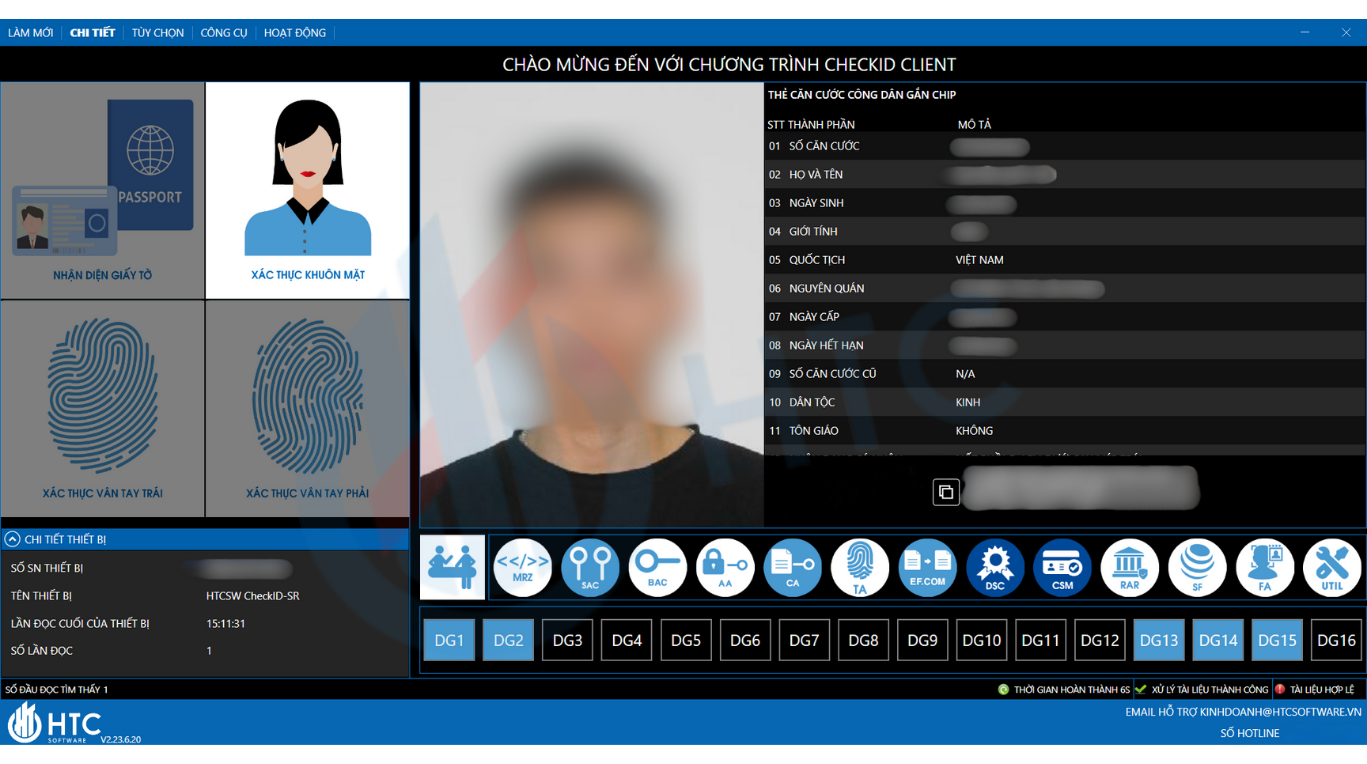 LÀM MỚI CHI TIẾT TÙY CHỌN CÔNG CỤ HOẠT ĐỘNG
CHÀO MỪNG ĐẾN VỚI CHƯƠNG TRÌNH CHECKID CLIENT
PASSPORT
NHẬN DIỆN GIẤY TỜ
XÁC THỰC KHUÔN MẶT
XÁC THỰC VÂN TAY TRÁI
XÁC THỰC VÂN TAY PHẢI
THẺ CĂN CƯỚC CÔNG DÂN GẮN CHIP
STT THÀNH PHẦN MÔ TẢ
01 SỐ CĂN CƯỚC
02 HỌ VÀ TÊN
03 NGÀY SINH
04 GIỚI TÍNH
05 QUỐC TỊCH VIỆT NAM
06 NGUYÊN QUÁN
07 NGÀY CẤP
08 NGÀY HẾT HẠN
09 SỐ CĂN CƯỚC CŨ N/A
10 DÂN TỘC KINH
11 TÔN GIÁO KHÔNG
HTC
CHI TIẾT THIẾT BỊ
SỐ SN THIẾT BỊ
TÊN THIẾT BỊ HTCSW CheckID-SR
LẦN ĐỌC CUỐI CỦA THIẾT BỊ 15:11:31
SỐ LẦN ĐỌC 1
<</>> MRZ SAC BAC AA CA TA EF.COM DSC CSM RAR SF FA UTIL
DG1 DG2 DG3 DG4 DG5 DG6 DG7 DG8 DG9 DG10 DG11 DG12 DG13 DG14 DG15 DG16
SỐ ĐẦU ĐỌC TÌM THẤY 1
THỜI GIAN HOÀN THÀNH 6S XỬ LÝ TÀI LIỆU THÀNH CÔNG TÀI LIỆU HỢP LỆ
HTC
SOFTWARE V2.23.6.20
EMAIL HỖ TRỢ KINHDOANH@HTCSOFTWARE.VN
SỐ HOTLINE